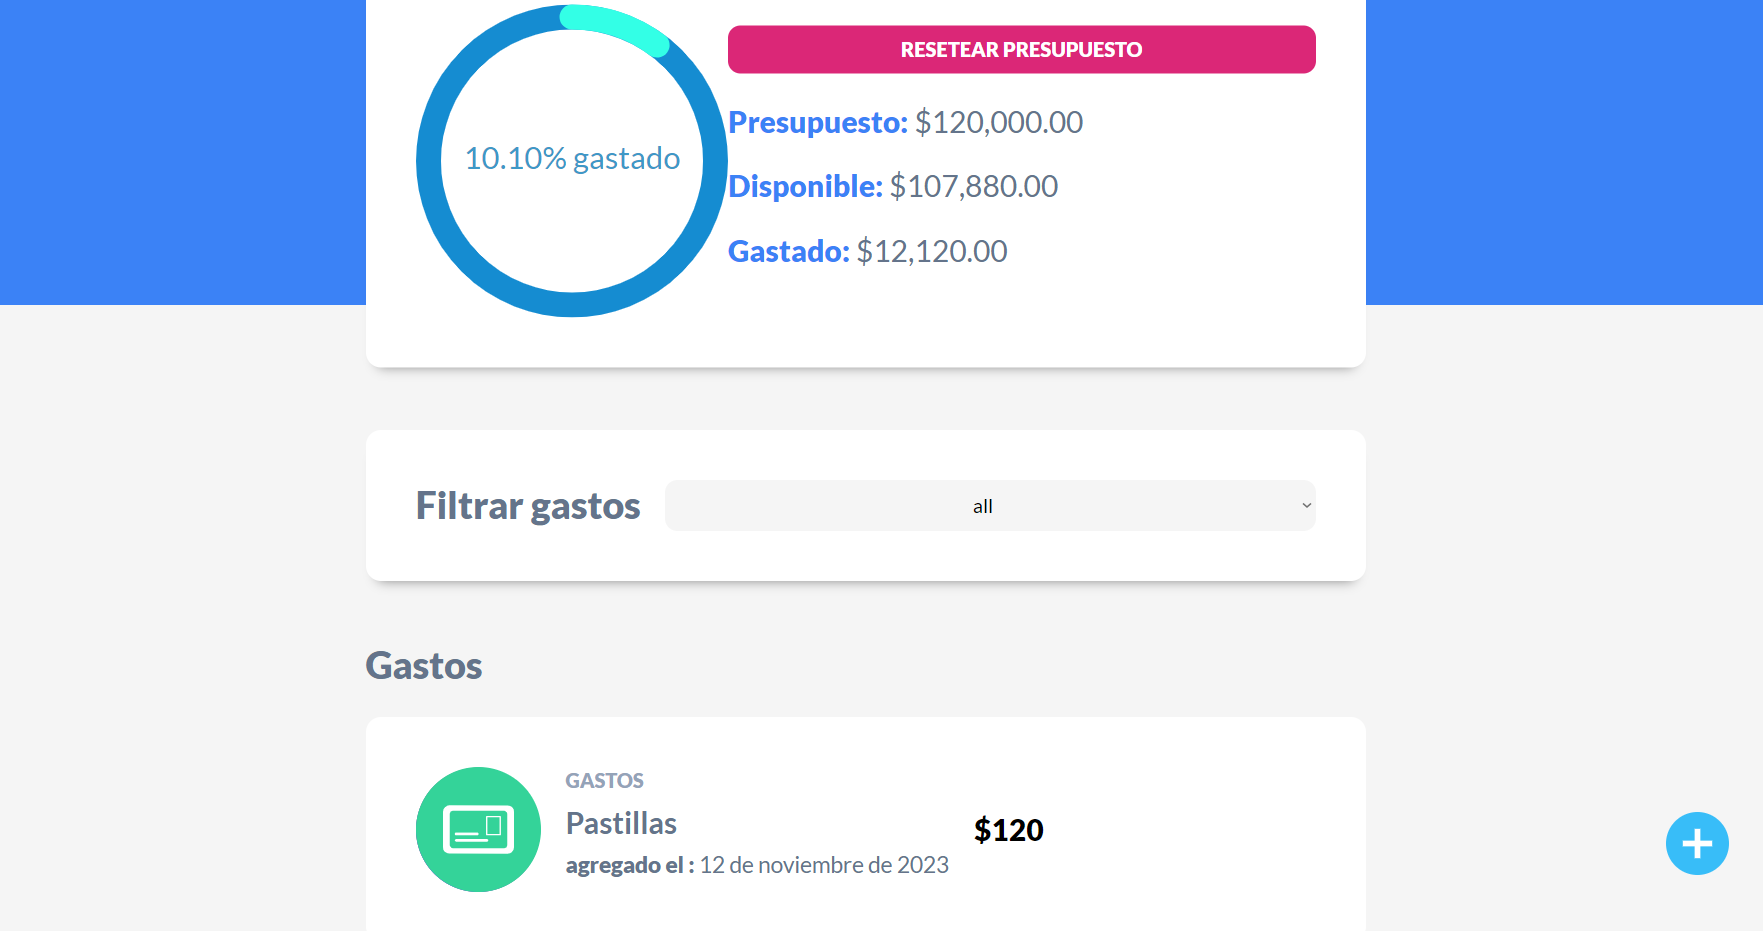 10.10% gastado
RESETEAR PRESUPUESTO
Presupuesto: $120,000.00
Disponible: $107,880.00
Gastado: $12,120.00
Filtrar gastos
all
Gastos
GASTOS
Pastillas
agregado el : 12 de noviembre de 2023
$120